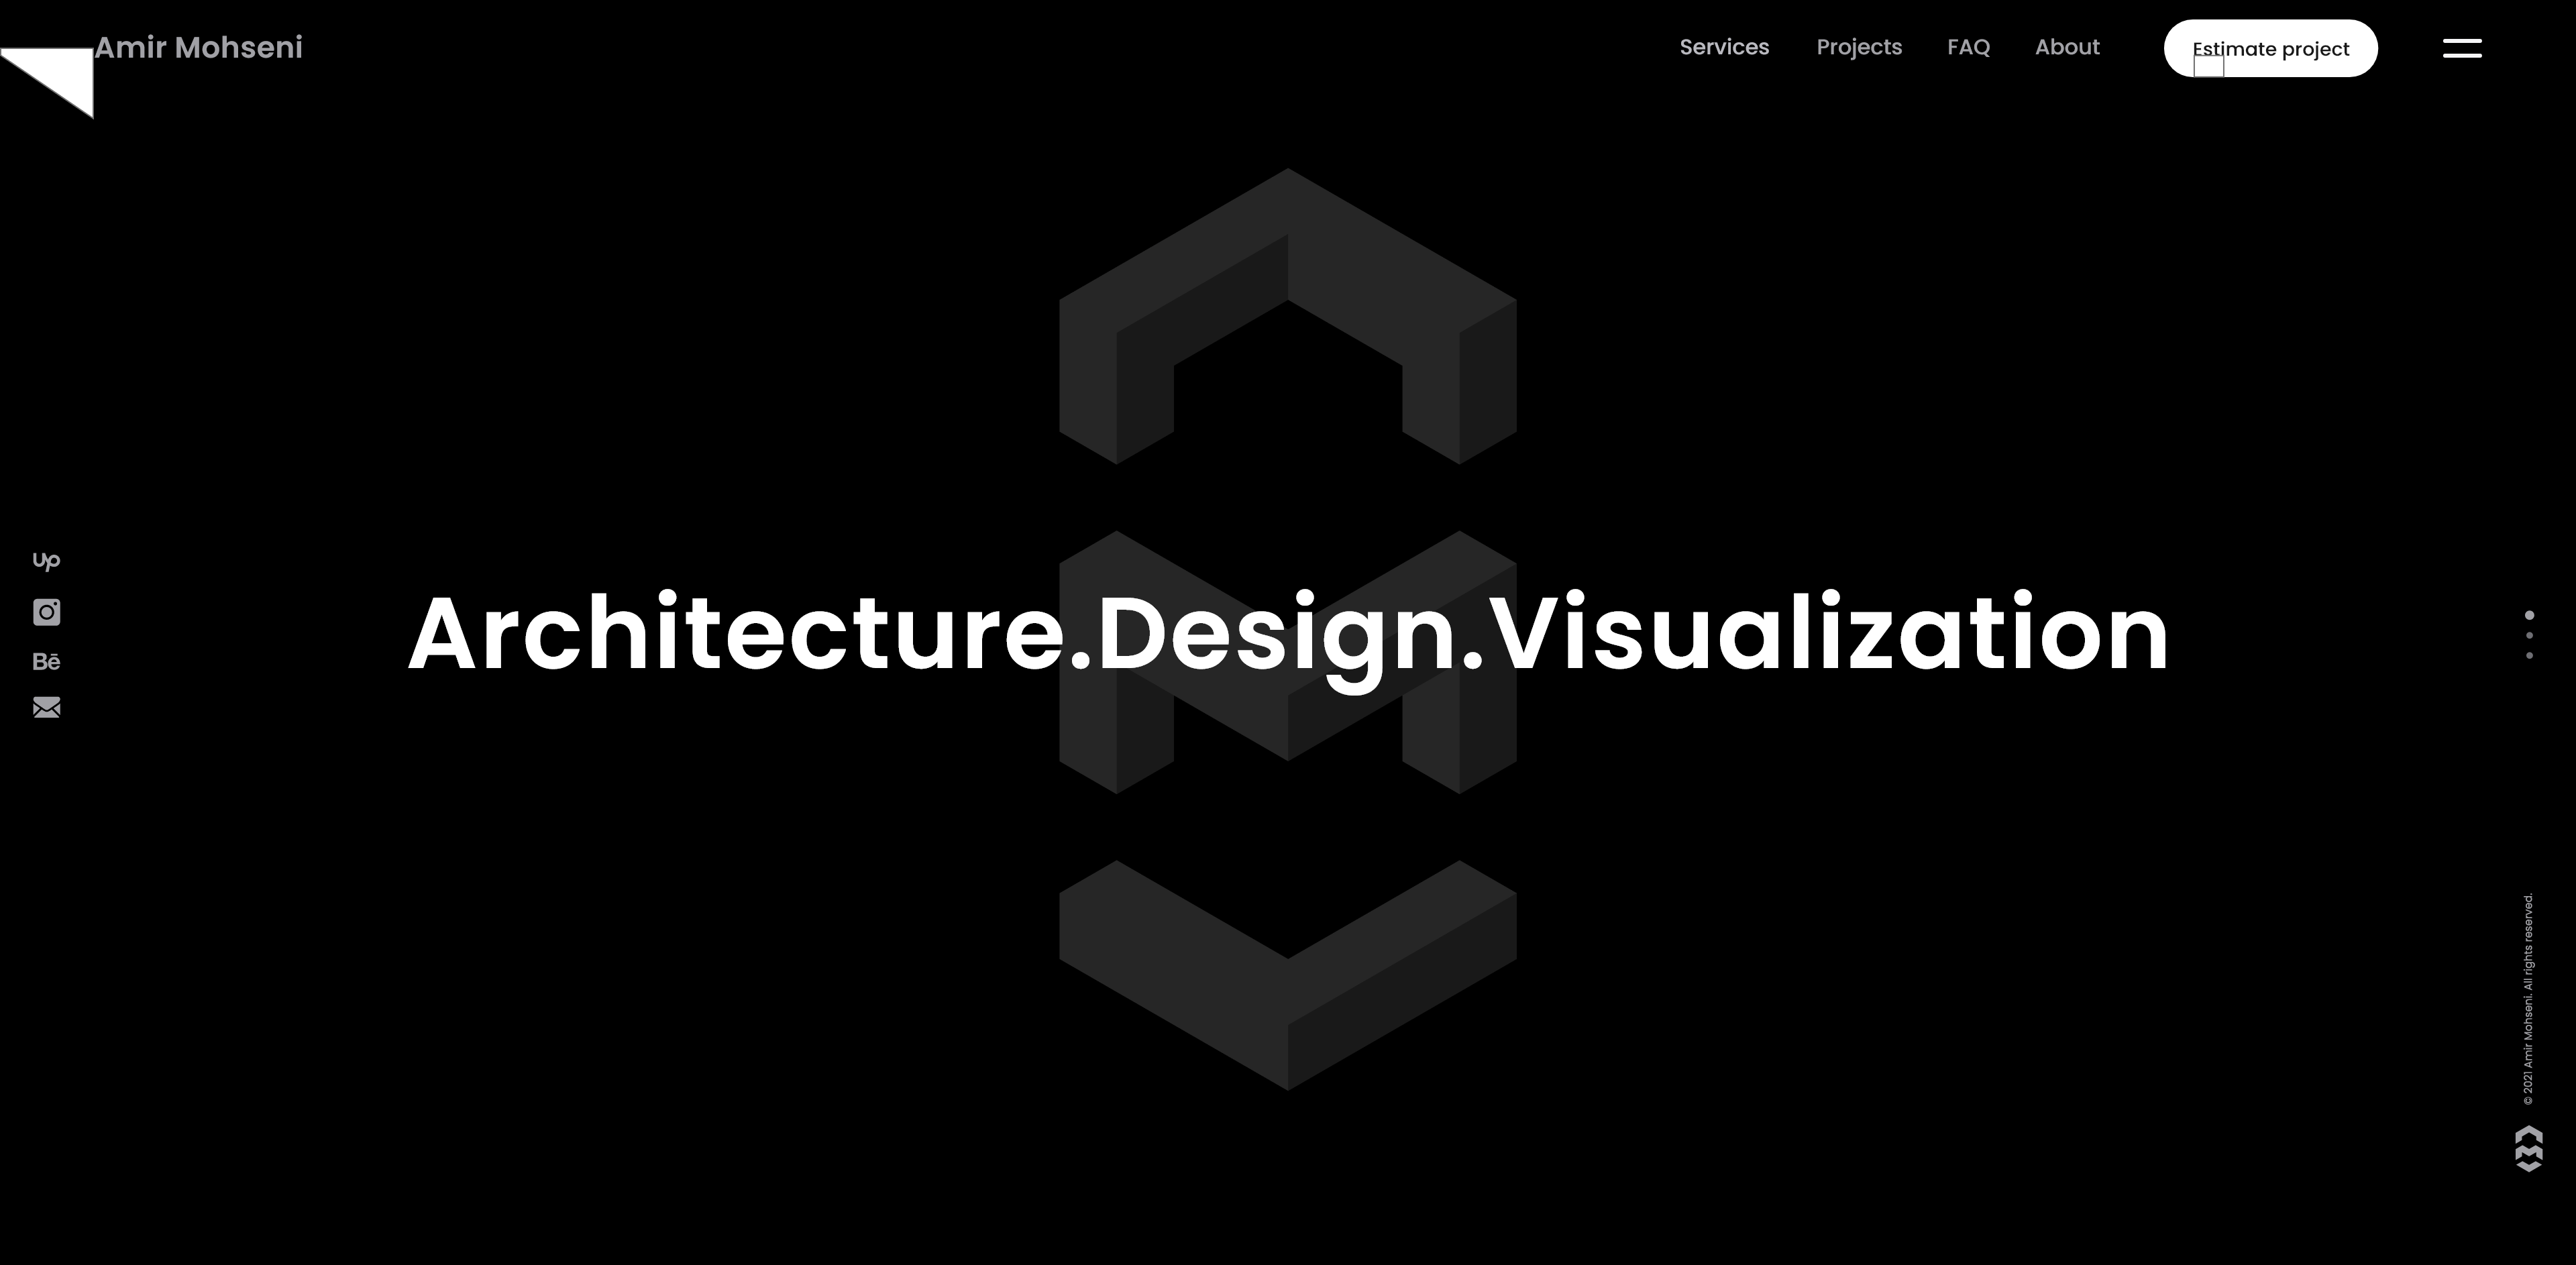 Amir Mohseni
Services
Projects
FAQ
About
Estimate project
up
Bē
Architecture.Design.Visualization
© 2021 Amir Mohseni. All rights reserved.